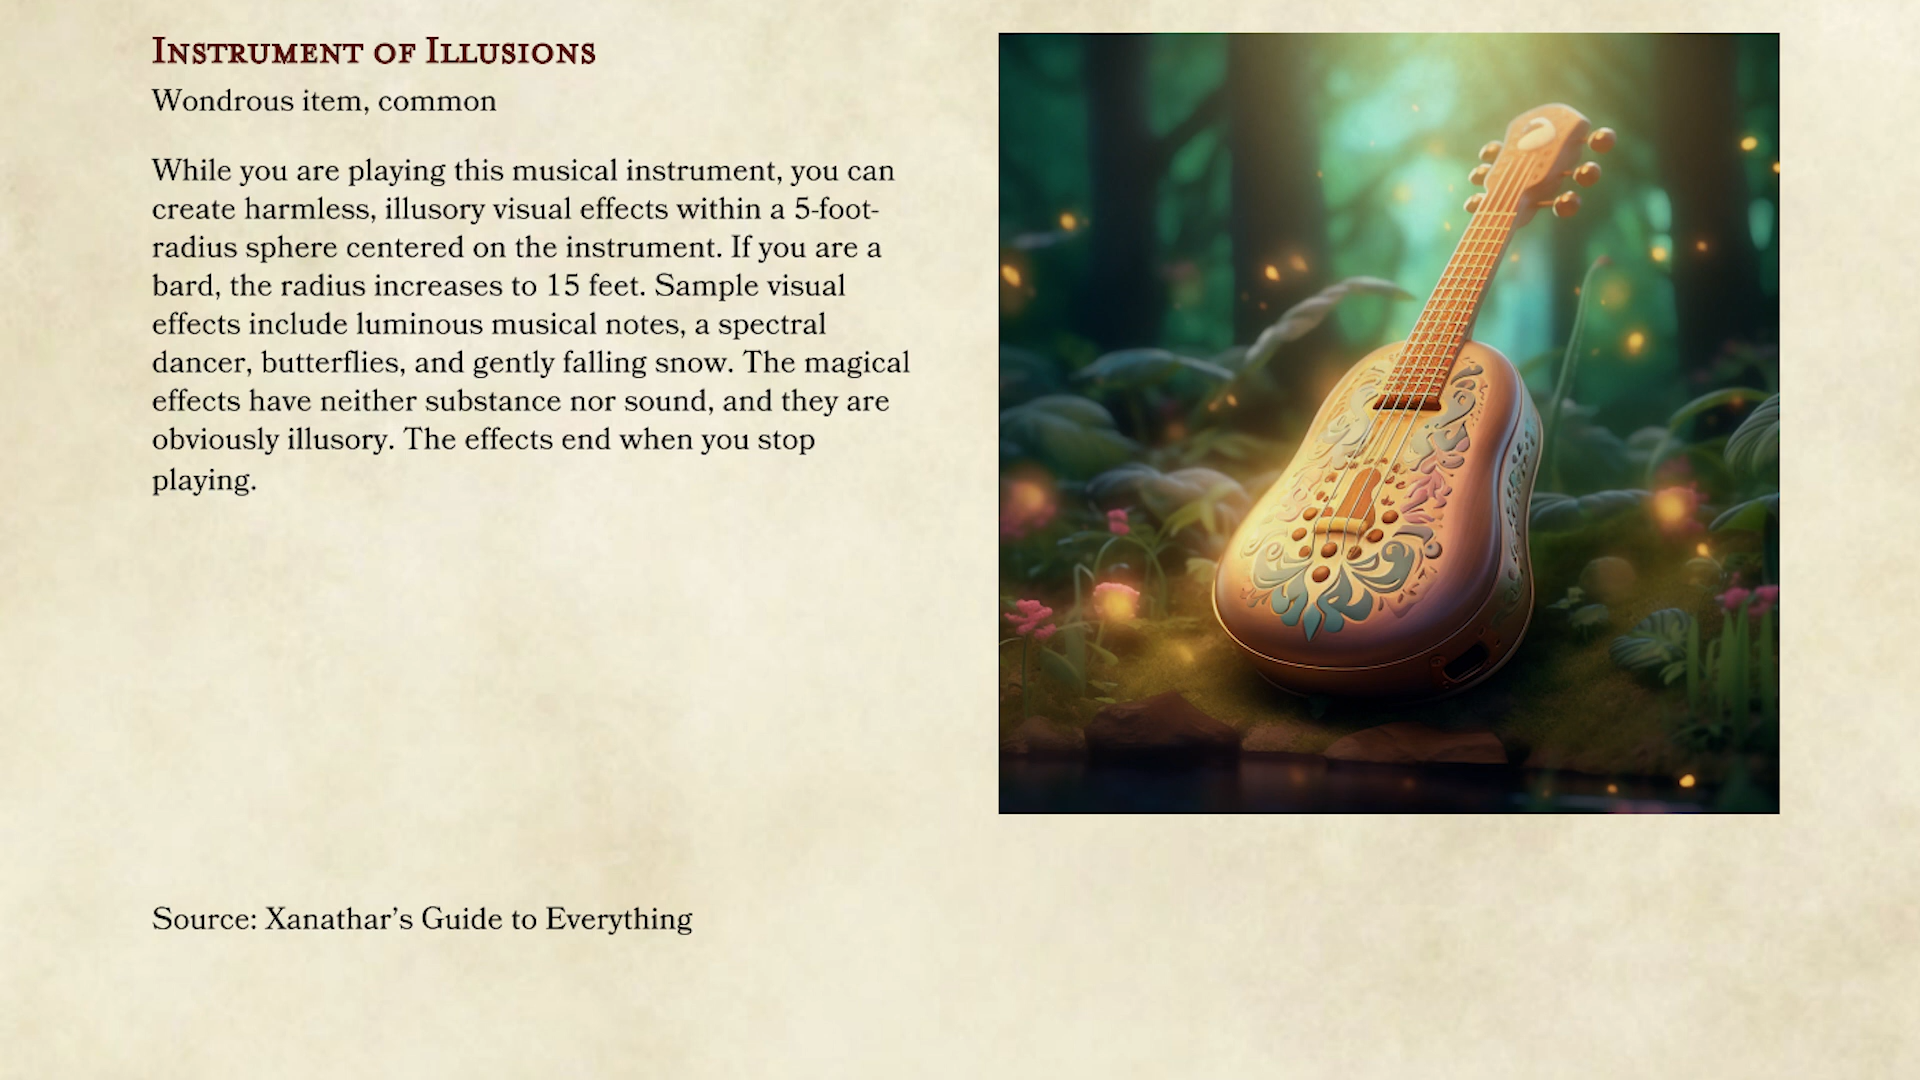 Instrument of Illusions
Wondrous item, common
While you are playing this musical instrument, you can
create harmless, illusory visual effects within a 5-foot-
radius sphere centered on the instrument. If you are a
bard, the radius increases to 15 feet. Sample visual
effects include luminous musical notes, a spectral
dancer, butterflies, and gently falling snow. The magical
effects have neither substance nor sound, and they are
obviously illusory. The effects end when you stop
playing.
Source: Xanathar’s Guide to Everything